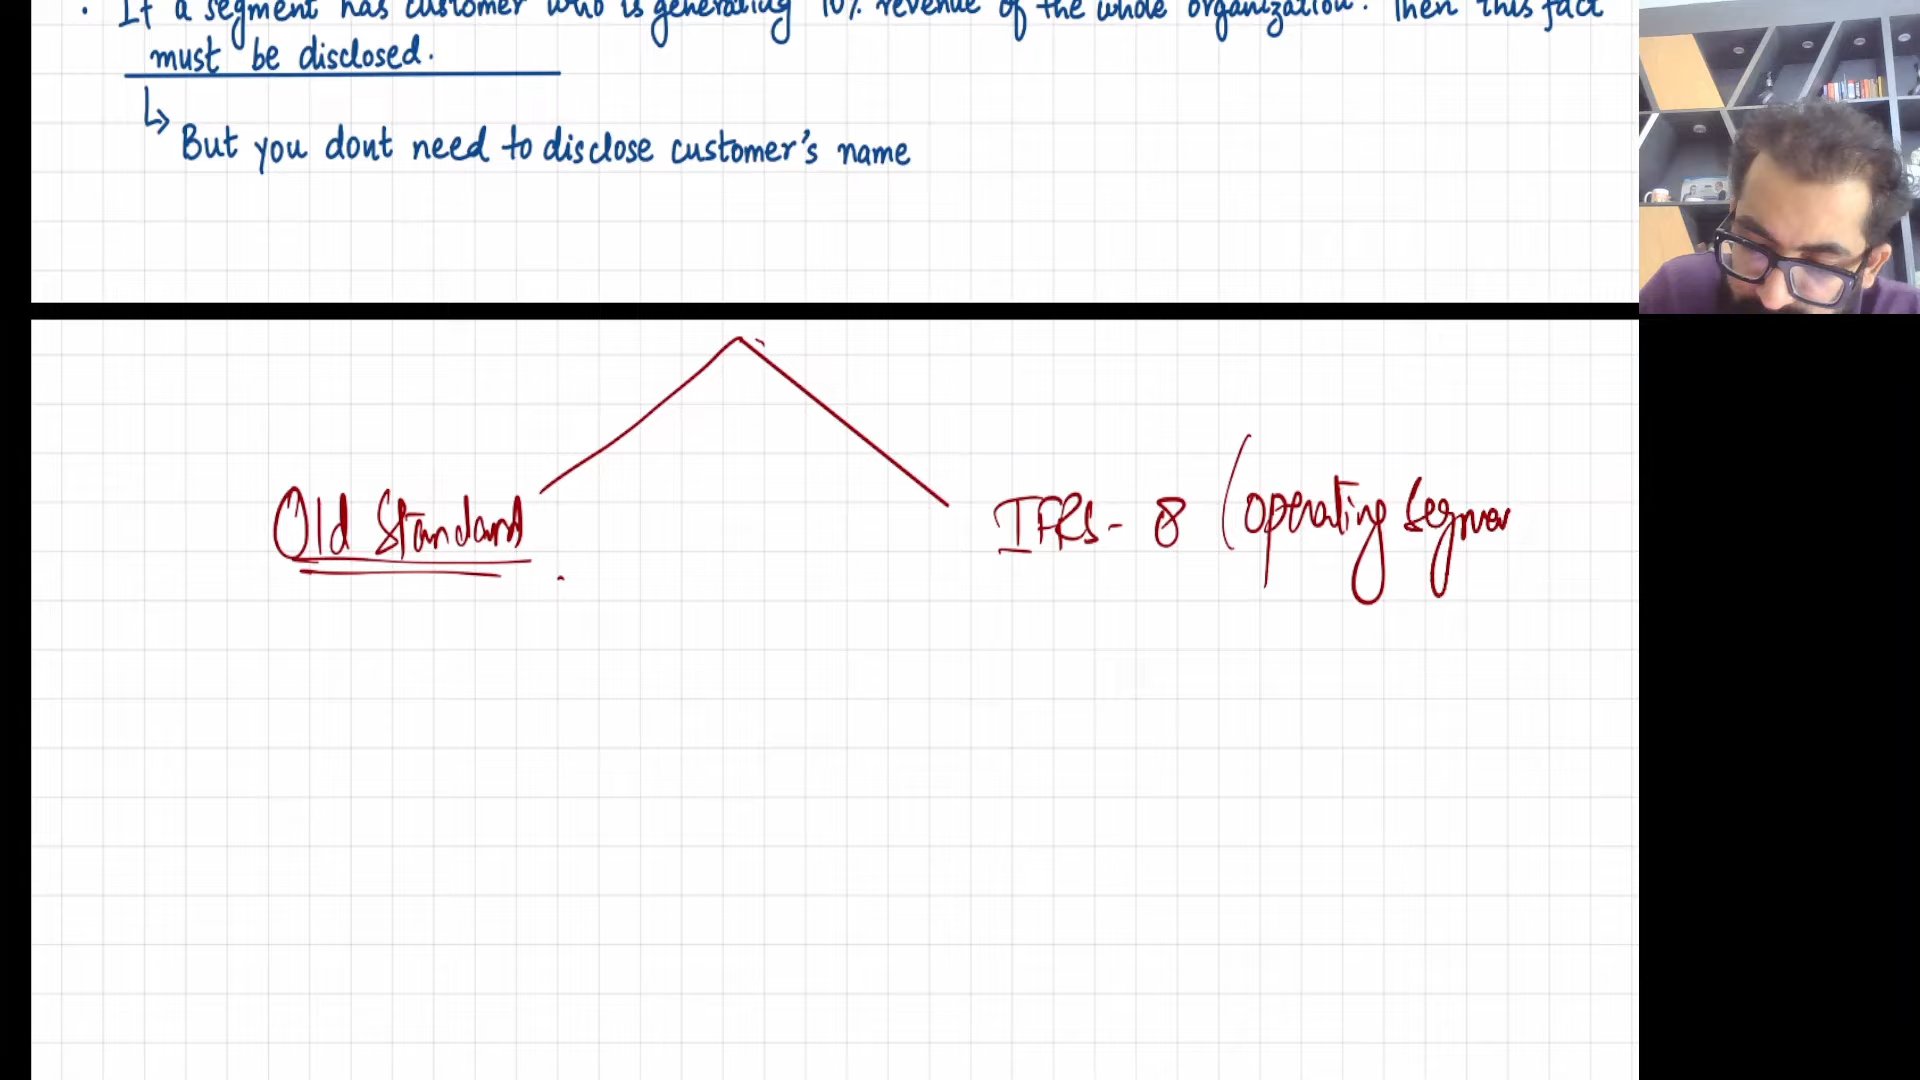 · If a segment has customer who is generating 10% revenue of the whole organization. Then this fact
must be disclosed.
↳ But you dont need to disclose customer's name
Old Standard
IFRS- 8 (operating Segmen